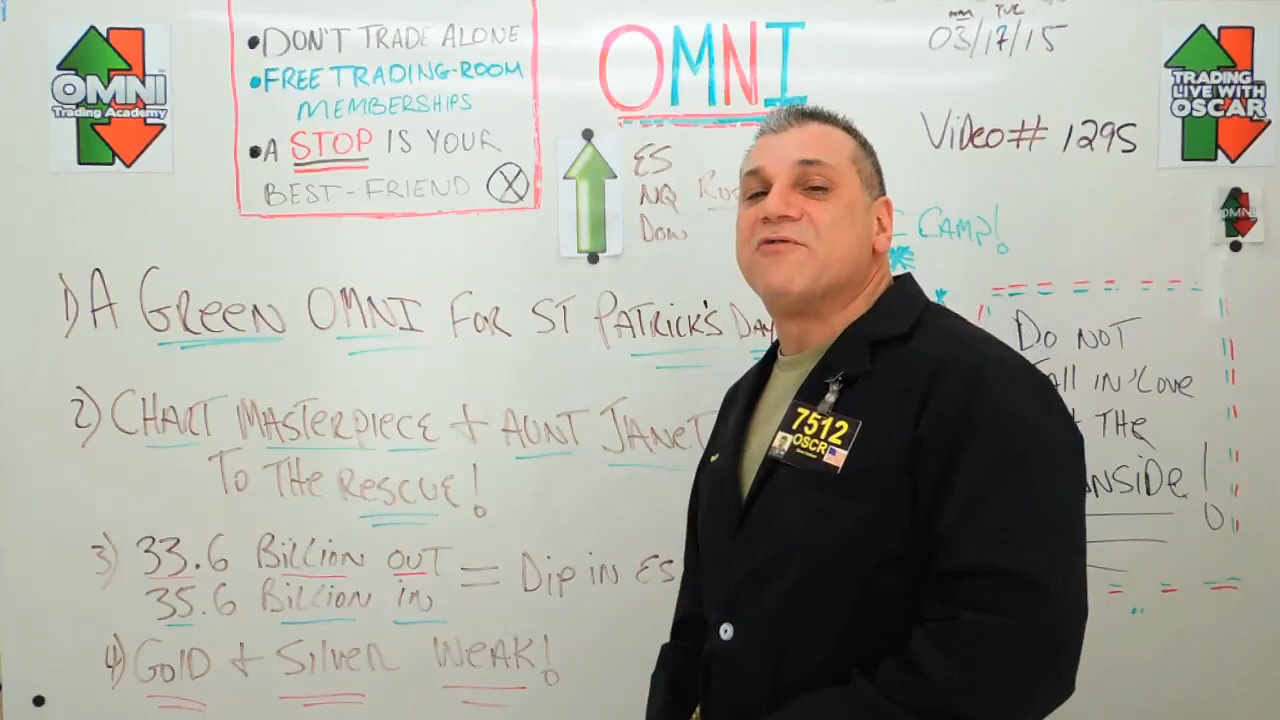 OMNI
Trading Academy
•DON'T TRADE ALONE
•FREE TRADING-ROOM
MEMBERSHIPS
•A STOP IS YOUR
BEST-FRIEND
OMNI
ES
NQ
DOW
TUE
03/17/15
VIDEO# 1295
TRADING
LIVE WITH
OSCAR
OMNI
CAMP!
1) A GREEN OMNI FOR ST PATRICK'S DAY
2) CHART MASTERPIECE + AUNT JANET
TO THE RESCUE!
3) 33.6 BILLION OUT
35.6 BILLION IN
= DIP IN ES
4) GOLD + SILVER WEAK!
DO NOT
IN LOVE
THE
7512
OSCR